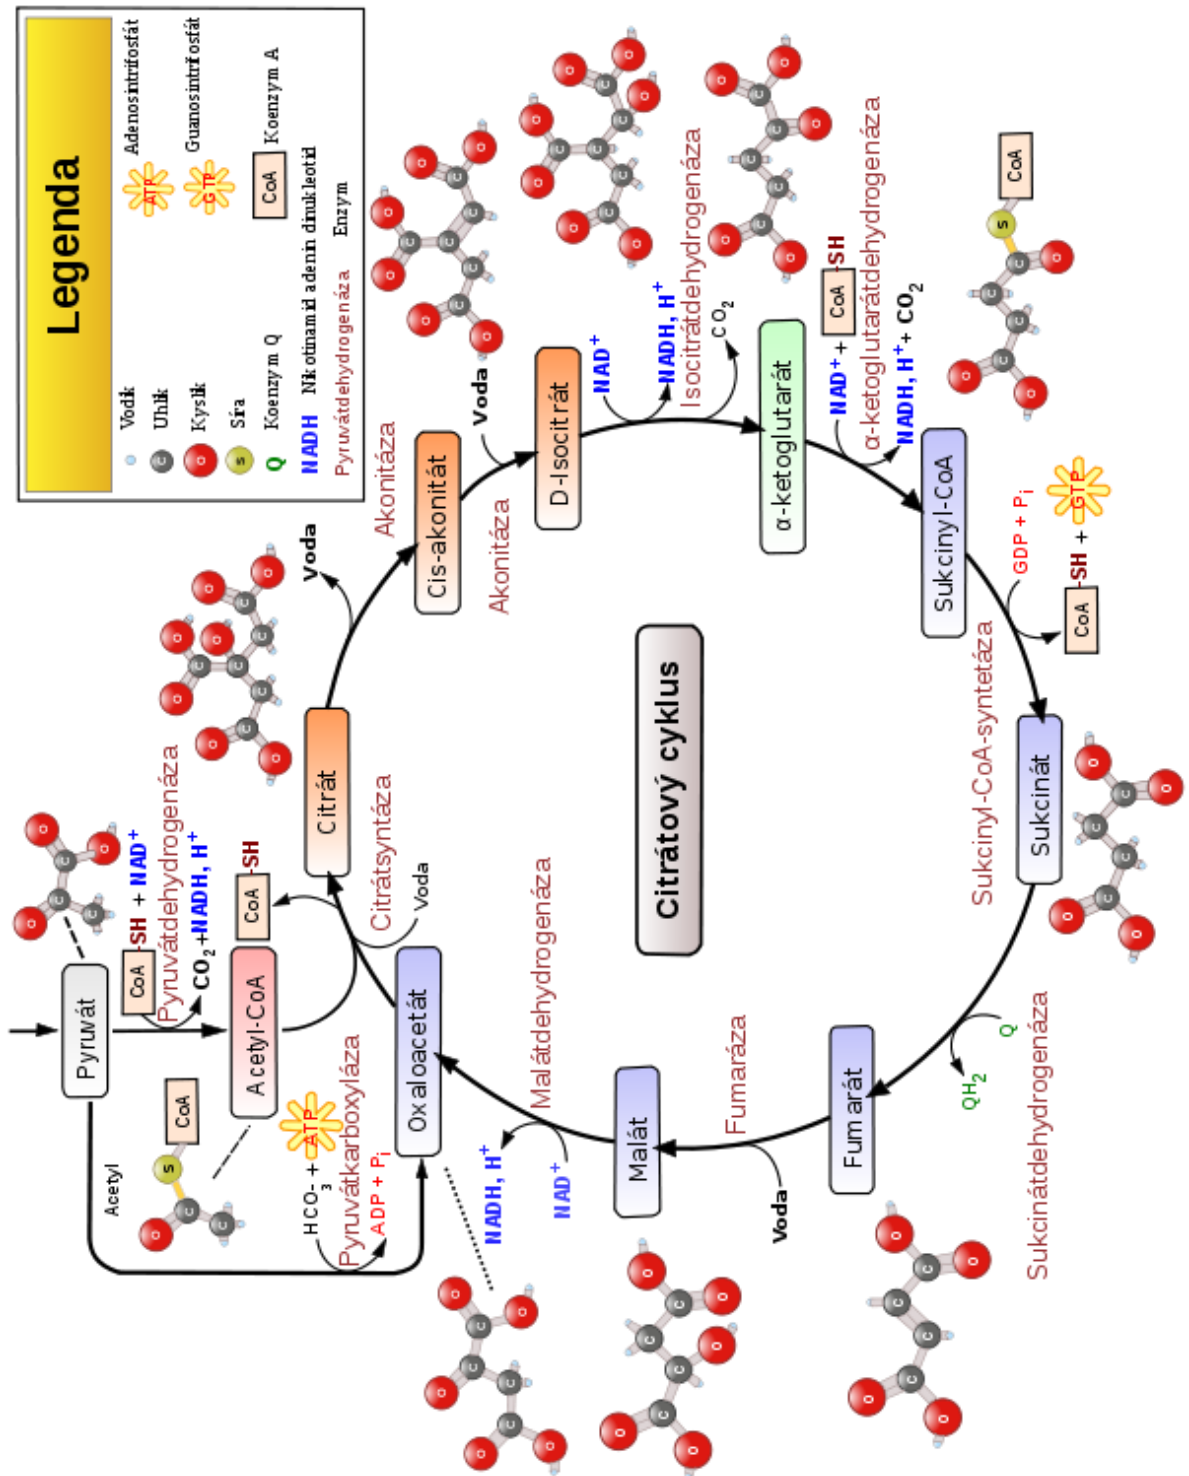 Legenda
Vodík
Uhlík
Kyslík
Síra
Q Koenzym Q
NADH Nikotinamid adenin dinukleotid
Pyruvátdehydrogenáza Enzym
ATP Adenosintrifosfát
GTP Guanosintrifosfát
CoA Koenzym A
Citrátový cyklus
Pyruvát
CoA-SH + NAD+
Pyruvátdehydrogenáza
CO2+NADH, H+
Acetyl-CoA
Acetyl
CoA
HCO3- + ATP
Pyruvátkarboxyláza
ADP + Pi
Oxaloacetát
CoA-SH
Citrátsyntáza
Voda
Citrát
Voda
Akonitáza
Cis-akonitát
Voda
Akonitáza
D-Isocitrát
NAD+
NADH, H+
Isocitrátdehydrogenáza
CO2
α-ketoglutarát
NAD+ + CoA-SH
α-ketoglutarátdehydrogenáza
NADH, H+ + CO2
Sukcinyl-CoA
CoA
GDP + Pi
CoA-SH + GTP
Sukcinyl-CoA-syntetáza
Sukcinát
Q
QH2
Sukcinátdehydrogenáza
Fumarát
Voda
Fumaráza
Malát
NAD+
NADH, H+
Malátdehydrogenáza